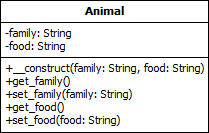 Animal
-family: String
-food: String
+__construct(family: String, food: String)
+get_family()
+set_family(family: String)
+get_food()
+set_food(food: String)